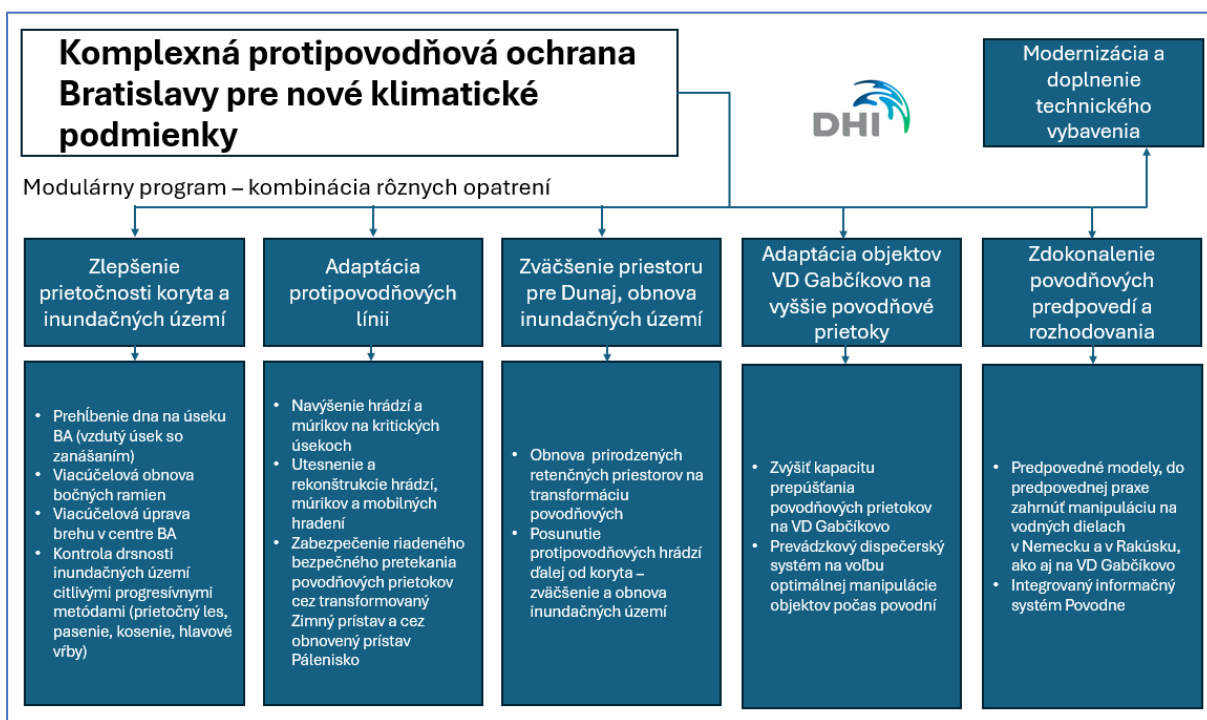 Komplexná protipovodňová ochrana
Bratislavy pre nové klimatické
podmienky
DHI
Modernizácia a
doplnenie
technického
vybavenia
Modulárny program – kombinácia rôznych opatrení
Zlepšenie
prietočnosti koryta a
inundačných území
Adaptácia
protipovodňových
línii
Zväčšenie priestoru
pre Dunaj, obnova
inundačných území
Adaptácia objektov
VD Gabčíkovo na
vyššie povodňové
prietoky
Zdokonalenie
povodňových
predpovedí a
rozhodovania
• Prehĺbenie dna na úseku
BA (vzdutý úsek so
zanášaním)
• Viacúčelová obnova
bočných ramien
• Viacúčelová úprava
brehu v centre BA
• Kontrola drsnosti
inundačných území
citlivými progresívnymi
metódami (prietočný les,
pasenie, kosenie, hlavové
vŕby)
• Navýšenie hrádzí a
múrikov na kritických
úsekoch
• Utesnenie a
rekonštrukcie hrádzí,
múrikov a mobilných
hradení
• Zabezpečenie riadeného
bezpečného pretekania
povodňových prietokov
cez transformovaný
Zimný prístav a cez
obnovený prístav
Pálenisko
• Obnova prirodzených
retenčných priestorov na
transformáciu
povodňových
• Posunutie
protipovodňových hrádzí
ďalej od koryta –
zväčšenie a obnova
inundačných území
• Zvýšiť kapacitu
prepúšťania
povodňových prietokov
na VD Gabčíkovo
• Prevádzkový dispečerský
systém na voľbu
optimálnej manipulácie
objektov počas povodní
• Predpovedné modely, do
predpovednej praxe
zahrnúť manipuláciu na
vodných dielach
v Nemecku a v Rakúsku,
ako aj na VD Gabčíkovo
• Integrovaný informačný
systém Povodne